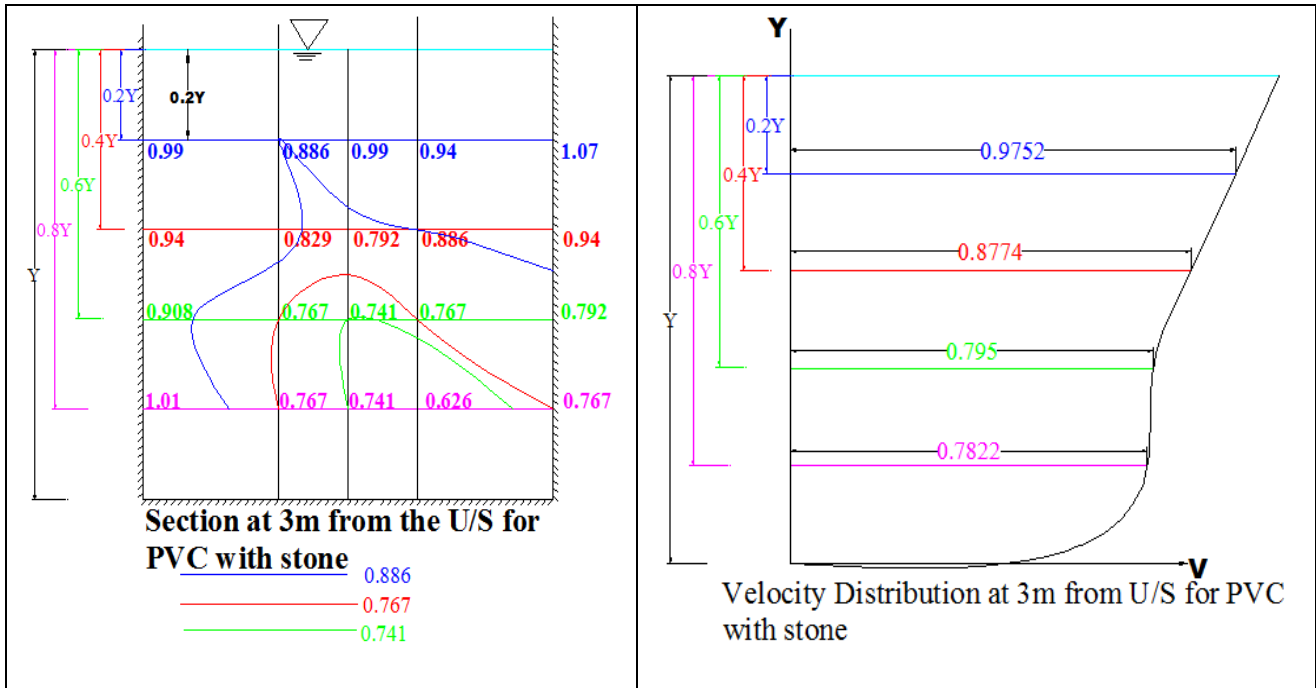 0.2Y
0.2Y
0.4Y
0.6Y
0.8Y
Y
0.99 0.886 0.99 0.94 1.07
0.94 0.829 0.792 0.886 0.94
0.908 0.767 0.741 0.767 0.792
1.01 0.767 0.741 0.626 0.767
Section at 3m from the U/S for
PVC with stone
0.886
0.767
0.741
Y
0.2Y
0.4Y
0.6Y
0.8Y
Y
0.9752
0.8774
0.795
0.7822
V
Velocity Distribution at 3m from U/S for PVC
with stone